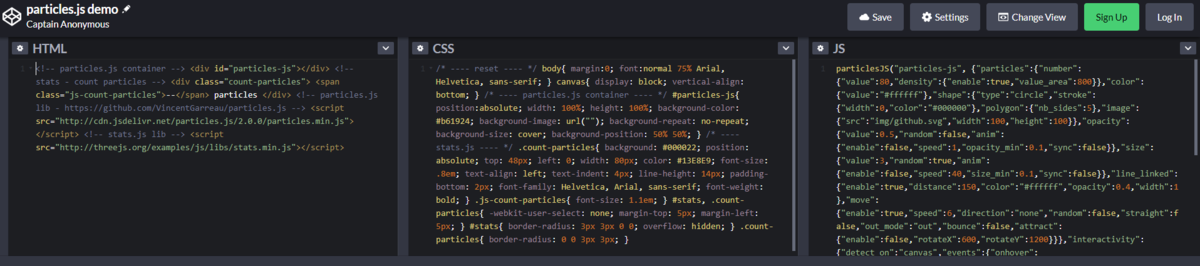 particles.js demo
Captain Anonymous
Save
Settings
Change View
Sign Up
Log In
HTML
1
<!-- particles.js container --> <div id="particles-js"></div> <!--
stats - count particles --> <div class="count-particles"> <span
class="js-count-particles">--</span> particles </div> <!-- particles.js
lib - https://github.com/VincentGarreau/particles.js --> <script
src="http://cdn.jsdelivr.net/particles.js/2.0.0/particles.min.js">
</script> <!-- stats.js lib --> <script
src="http://threejs.org/examples/js/libs/stats.min.js"></script>
CSS
1
/* ---- reset ---- */ body{ margin:0; font:normal 75% Arial,
Helvetica, sans-serif; } canvas{ display: block; vertical-align:
bottom; } /* ---- particles.js container ---- */ #particles-js{
position:absolute; width: 100%; height: 100%; background-color:
#b61924; background-image: url(""); background-repeat: no-repeat;
background-size: cover; background-position: 50% 50%; } /* ----
stats.js ---- */ .count-particles{ background: #000022; position:
absolute; top: 48px; left: 0; width: 80px; color: #13E8E9; font-size:
.8em; text-align: left; text-indent: 4px; line-height: 14px; padding-
bottom: 2px; font-family: Helvetica, Arial, sans-serif; font-weight:
bold; } .js-count-particles{ font-size: 1.1em; } #stats, .count-
particles{ -webkit-user-select: none; margin-top: 5px; margin-left:
5px; } #stats{ border-radius: 3px 3px 0 0; overflow: hidden; } .count-
particles{ border-radius: 0 0 3px 3px; }
JS
particlesJS("particles-js", {"particles":{"number":
{"value":80,"density":{"enable":true,"value_area":800}},"color":
{"value":"#ffffff"},"shape":{"type":"circle","stroke":
{"width":0,"color":"#000000"},"polygon":{"nb_sides":5},"image":
{"src":"img/github.svg","width":100,"height":100}},"opacity":
{"value":0.5,"random":false,"anim":
{"enable":false,"speed":1,"opacity_min":0.1,"sync":false}},"size":
{"value":3,"random":true,"anim":
{"enable":false,"speed":40,"size_min":0.1,"sync":false}},"line_linked":
{"enable":true,"distance":150,"color":"#ffffff","opacity":0.4,"width":1
},"move":
{"enable":true,"speed":6,"direction":"none","random":false,"straight":f
alse,"out_mode":"out","bounce":false,"attract":
{"enable":false,"rotateX":600,"rotateY":1200}}},"interactivity":
{"detect_on":"canvas","events":{"onhover":